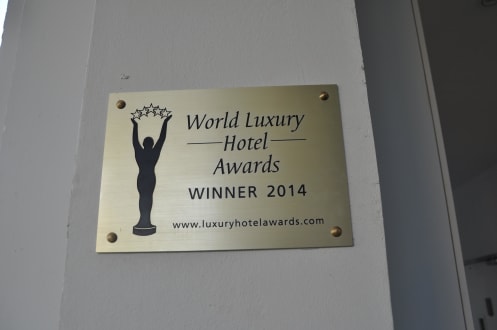 World Luxury
Hotel
Awards
WINNER 2014
www.luxuryhotelawards.com